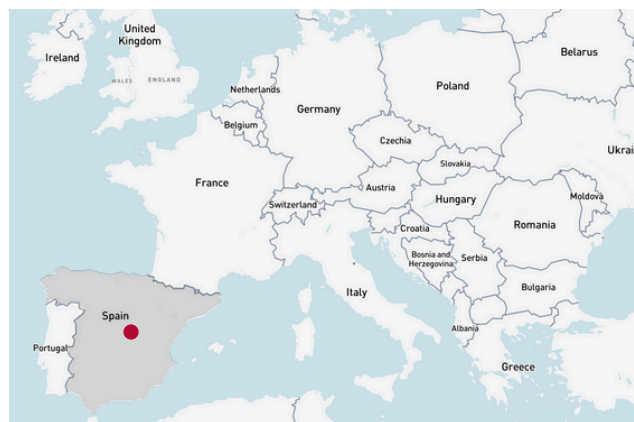 United
Kingdom
Ireland
WALES
ENGLAND
Belarus
Netherlands
Poland
Germany
Belgium
Czechia
Ukrai
Slovakia
France
Austria
Switzerland
Hungary
Moldova
Romania
Croatia
Bosnia and
Herzegovina
Serbia
Bulgaria
Italy
Spain
Albania
Portugal
Greece